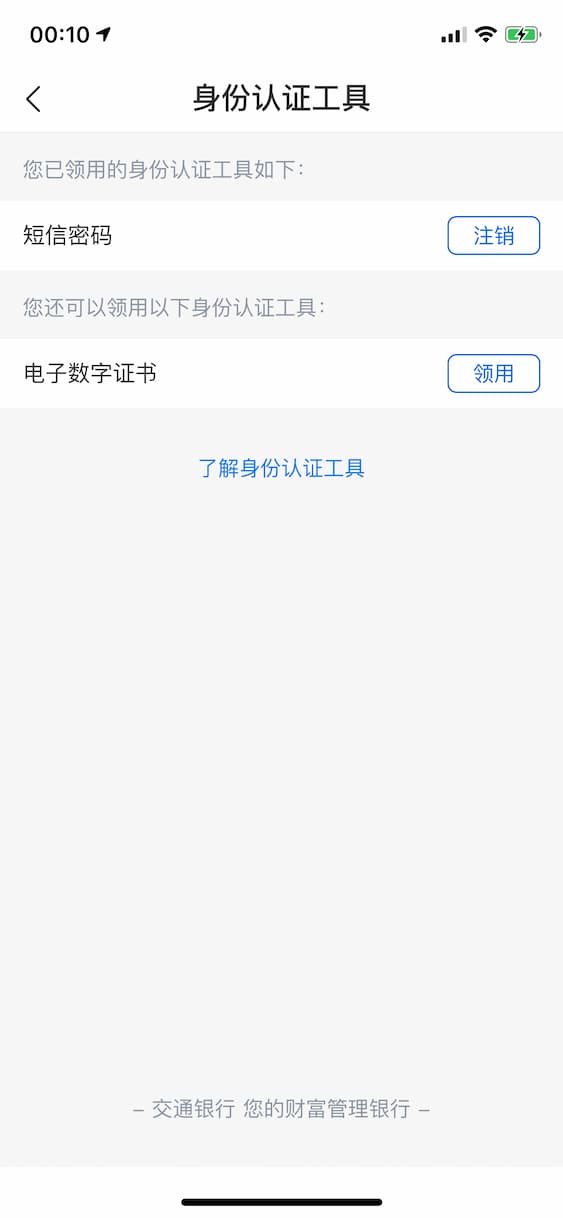 00:10
身份认证工具
您已领用的身份认证工具如下：
短信密码
注销
您还可以领用以下身份认证工具：
电子数字证书
领用
了解身份认证工具
– 交通银行 您的财富管理银行 –